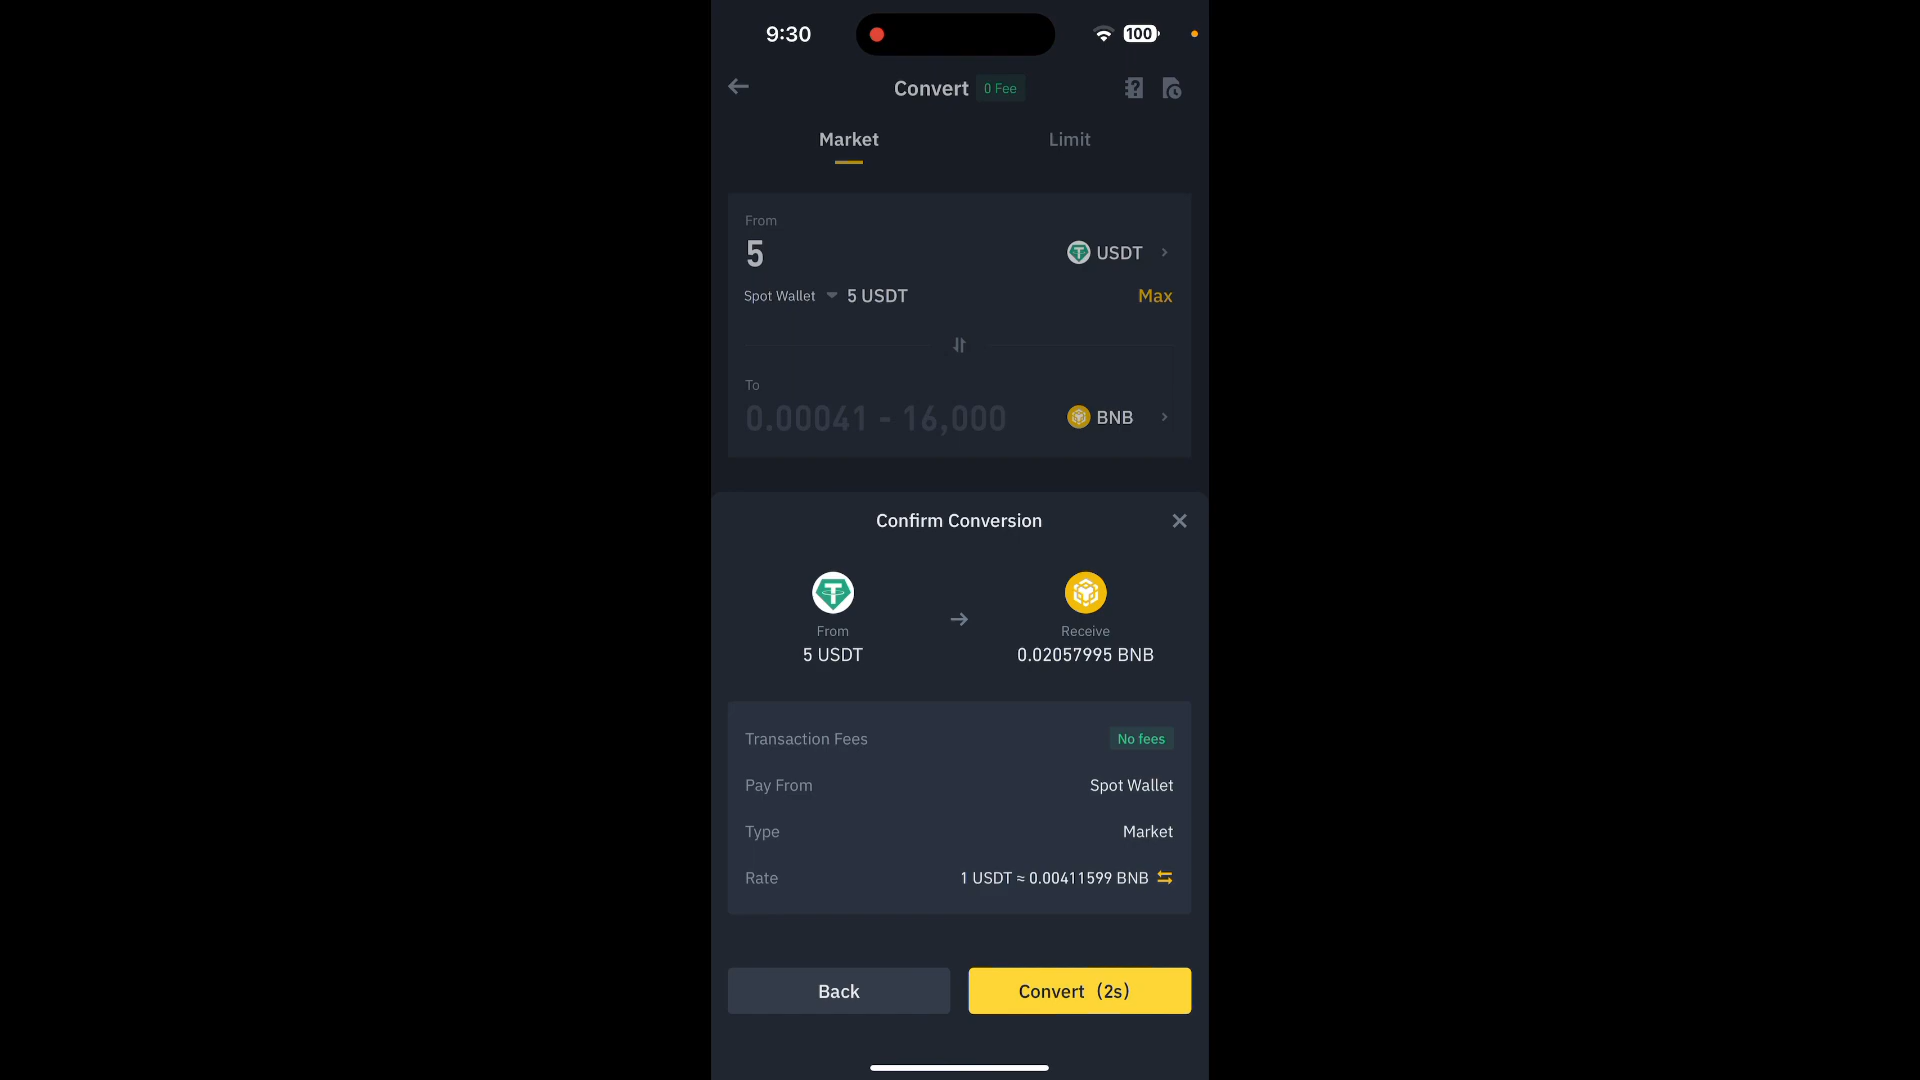 9:30
100
Convert 0 Fee
Market Limit
From
5 USDT
Spot Wallet 5 USDT Max
To
0.00041 - 16,000 BNB
Confirm Conversion
From Receive
5 USDT 0.02057995 BNB
Transaction Fees No fees
Pay From Spot Wallet
Type Market
Rate 1 USDT ≈ 0.00411599 BNB
Back Convert (2s)